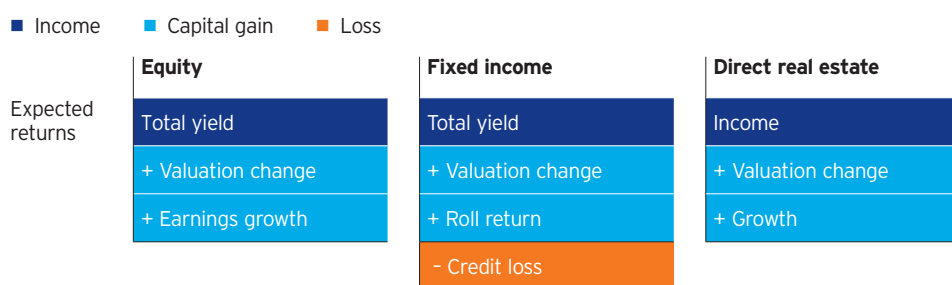 Income Capital gain Loss
Equity Fixed income Direct real estate
Expected
returns
Total yield Total yield Income
+ Valuation change + Valuation change + Valuation change
+ Earnings growth + Roll return + Growth
– Credit loss